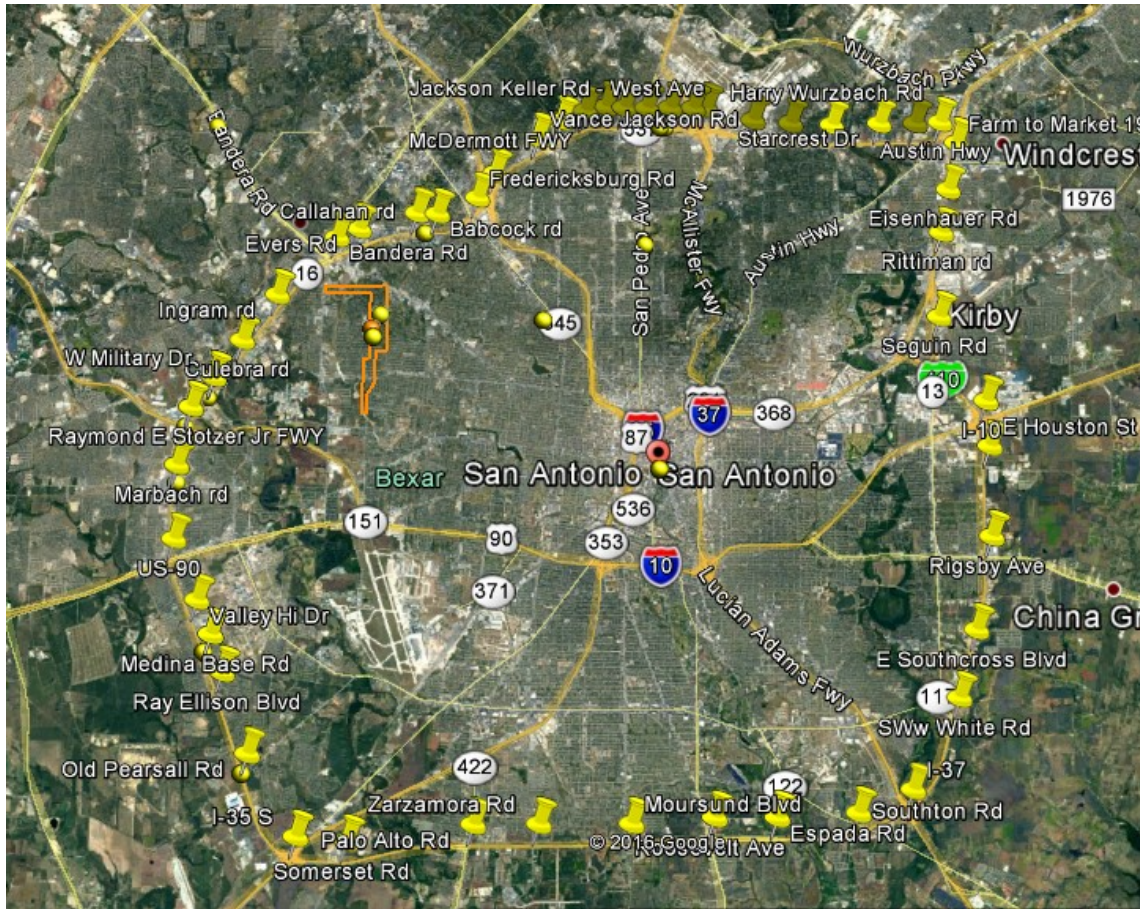 Wurzbach Pkwy
Jackson Keller Rd - West Ave
Harry Wurzbach Rd
Vance Jackson Rd
McDermott FWY
Starcrest Dr
Farm to Market 19
Austin Hwy
Windcrest
Bandera Rd
Fredericksburg Rd
1976
Callahan rd
Babcock rd
Evers Rd
Bandera Rd
San Pedro Ave
McAllister Fwy
Austin Hwy
Eisenhauer Rd
Rittiman rd
16
Ingram rd
345
Kirby
Seguin Rd
W Military Dr
Culebra rd
410
13
37
368
87
Raymond E Stotzer Jr FWY
I-10
E Houston St
Bexar
San Antonio
San Antonio
Marbach rd
536
151
90
353
10
US-90
371
Rigsby Ave
Lucian Adams Fwy
Valley Hi Dr
China Gr
Medina Base Rd
E Southcross Blvd
Ray Ellison Blvd
117
SWw White Rd
Old Pearsall Rd
422
I-37
122
I-35 S
Zarzamora Rd
Moursund Blvd
Southton Rd
Palo Alto Rd
Espada Rd
© 2016 Google
Roosevelt Ave
Somerset Rd